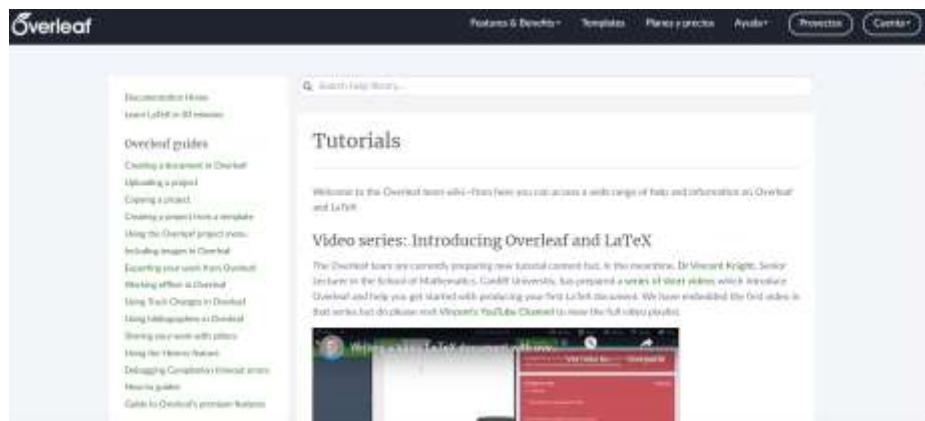 Overleaf
Features & Benefits
Templates
Planes y precios
Ayuda
Proyectos
Cuenta
Search help library...
Documentation Home
Learn LaTeX in 30 minutes
Overleaf guides
Creating a document in Overleaf
Uploading a project
Copying a project
Creating a project from a template
Using the Overleaf project menu
Including images in Overleaf
Exporting your work from Overleaf
Working offline in Overleaf
Using Track Changes in Overleaf
Using bibliographies in Overleaf
Sharing your work with others
Using the History feature
Debugging Compilation timeout errors
How-to guides
Guide to Overleaf's premium features
Tutorials
Welcome to the Overleaf team wiki—from here you can access a wide range of help and information on Overleaf
and LaTeX.
Video series: Introducing Overleaf and LaTeX
The Overleaf team are currently preparing new tutorial content but, in the meantime, Dr Vincent Knight, Senior
Lecturer in the School of Mathematics, Cardiff University, has prepared a series of short videos which introduce
Overleaf and help you get started with producing your first LaTeX document. We have embedded the first video in
that series but do please visit Vincent's YouTube Channel to view the full video playlist.